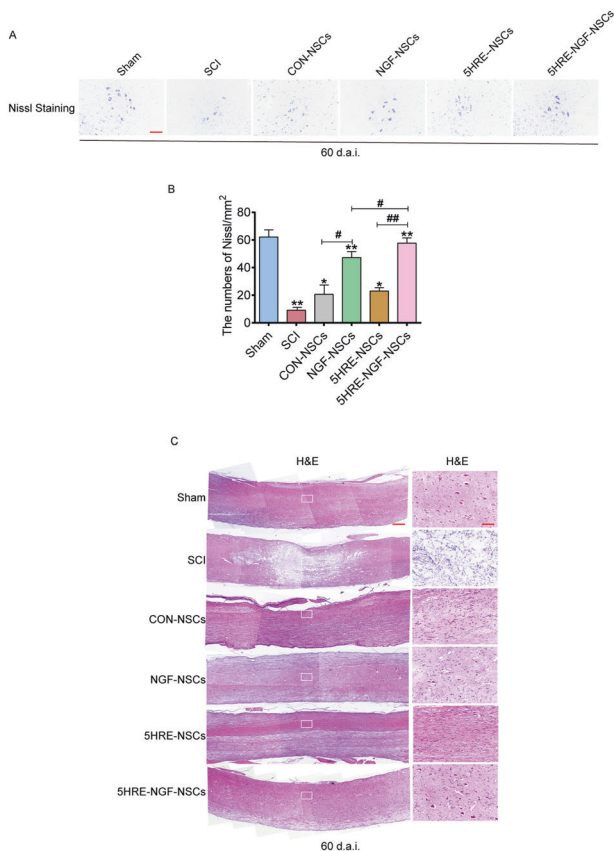 A
Sham
SCI
CON-NSCs
NGF-NSCs
5HRE--NSCs
5HRE-NGF-NSCs
Nissl Staining
60 d.a.i.
B
The numbers of Nissl/mm²
80
60
40
20
0
**
*
#
**
*
##
#
**
Sham
SCI
CON-NSCs
NGF-NSCs
5HRE-NSCs
5HRE-NGF-NSCs
C
H&E
H&E
Sham
SCI
CON-NSCs
NGF-NSCs
5HRE-NSCs
5HRE-NGF-NSCs
60 d.a.i.